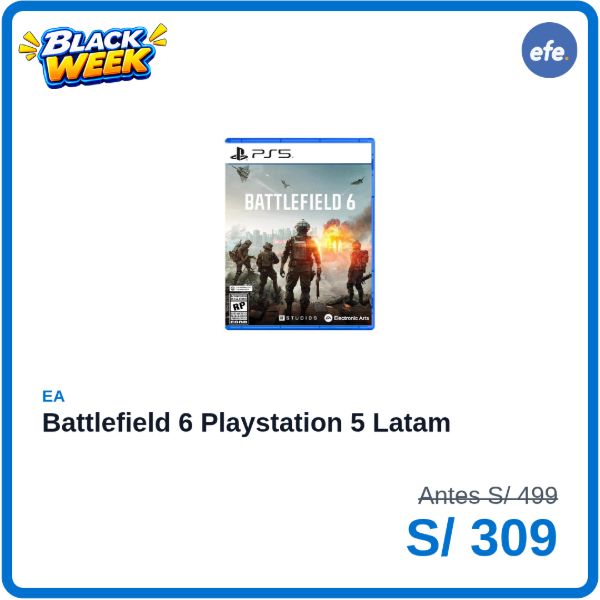 BLACK
WEEK
efe.
PS5
BATTLEFIELD 6
RP
STUDIOS
Electronic Arts
EA
Battlefield 6 Playstation 5 Latam
Antes S/ 499
S/ 309